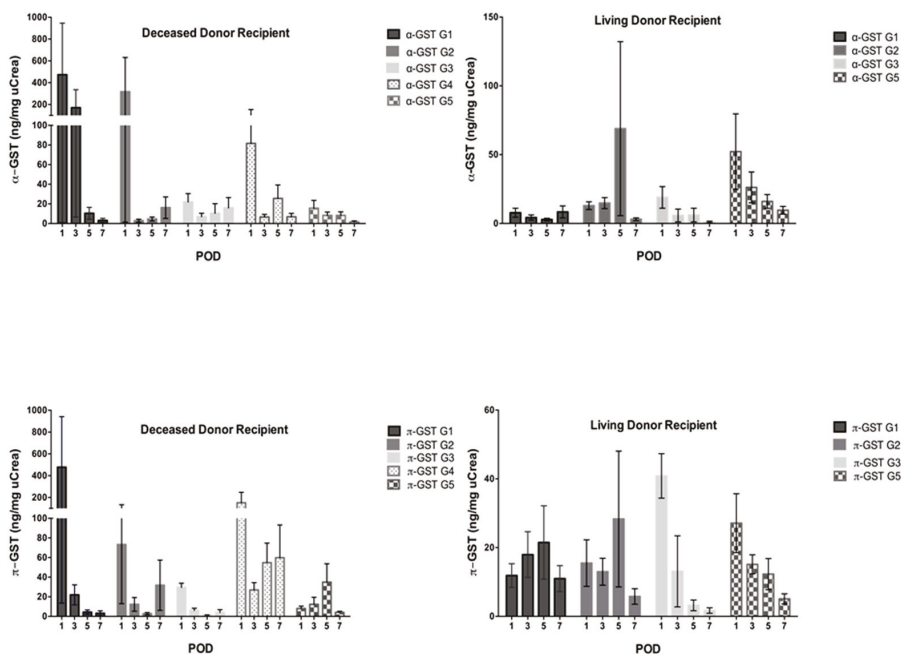 Deceased Donor Recipient
α-GST (ng/mg uCrea)
1000
800
600
400
200
100
80
60
40
20
0
1 3 5 7 1 3 5 7 1 3 5 7 1 3 5 7 1 3 5 7
POD
α-GST G1
α-GST G2
α-GST G3
α-GST G4
α-GST G5
Living Donor Recipient
α-GST (ng/mg uCrea)
150
100
50
0
1 3 5 7 1 3 5 7 1 3 5 7 1 3 5 7
POD
α-GST G1
α-GST G2
α-GST G3
α-GST G5
Deceased Donor Recipient
π-GST (ng/mg uCrea)
1000
800
600
400
200
100
80
60
40
20
0
1 3 5 7 1 3 5 7 1 3 5 7 1 3 5 7 1 3 5 7
POD
π-GST G1
π-GST G2
π-GST G3
π-GST G4
π-GST G5
Living Donor Recipient
π-GST (ng/mg uCrea)
60
40
20
0
1 3 5 7 1 3 5 7 1 3 5 7 1 3 5 7
POD
π-GST G1
π-GST G2
π-GST G3
π-GST G5